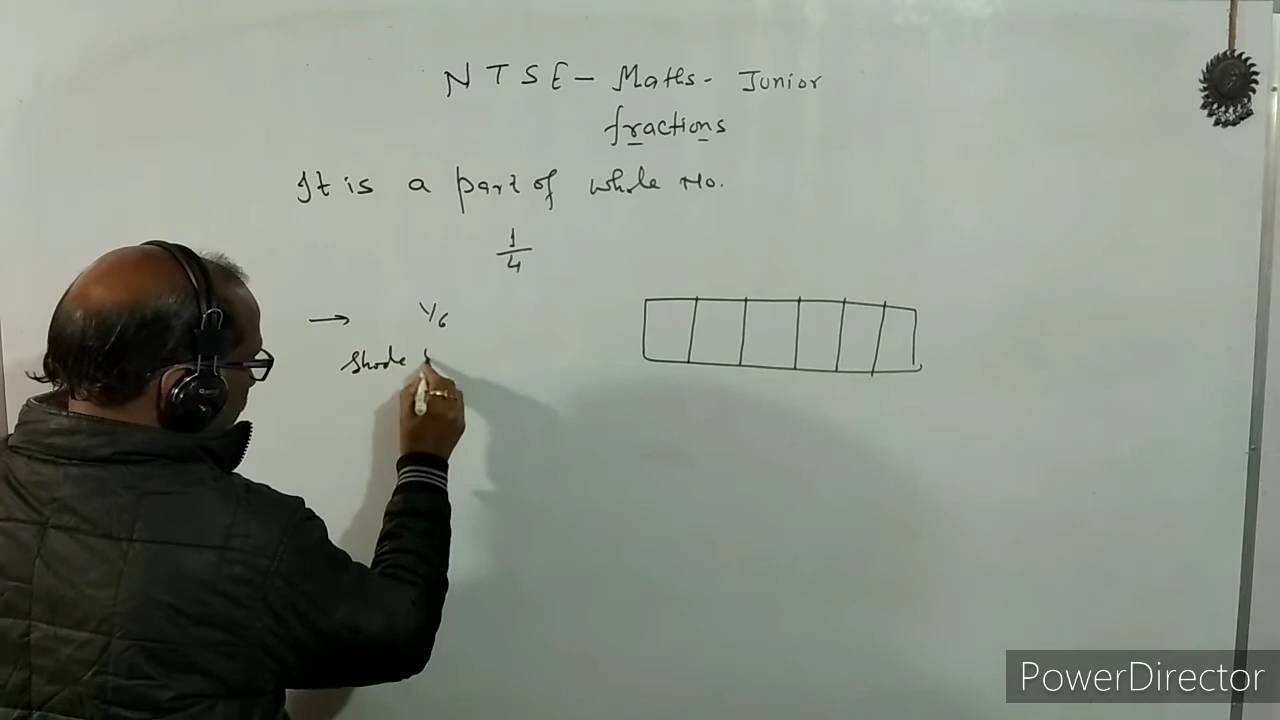 NTSE - Maths - Junior
fractions
It is a part of whole No.
1
4
→ 1/6
Shade
PowerDirector